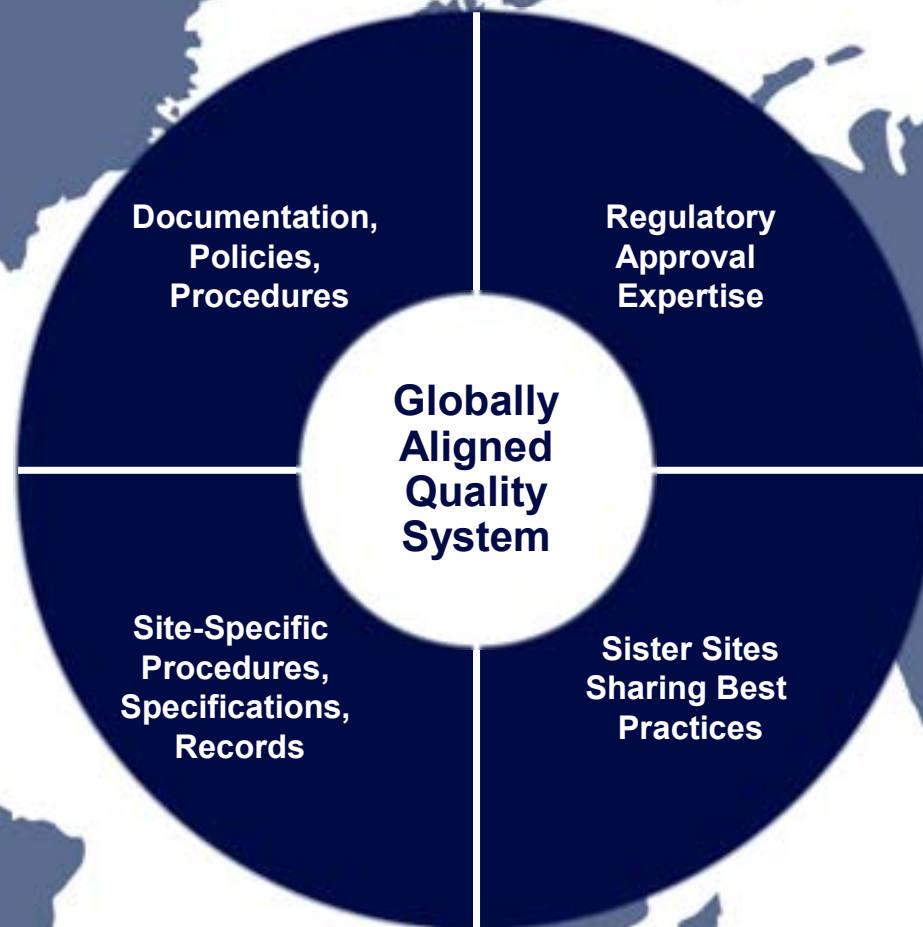 Documentation,
Policies,
Procedures
Regulatory
Approval
Expertise
Globally
Aligned
Quality
System
Site-Specific
Procedures,
Specifications,
Records
Sister Sites
Sharing Best
Practices